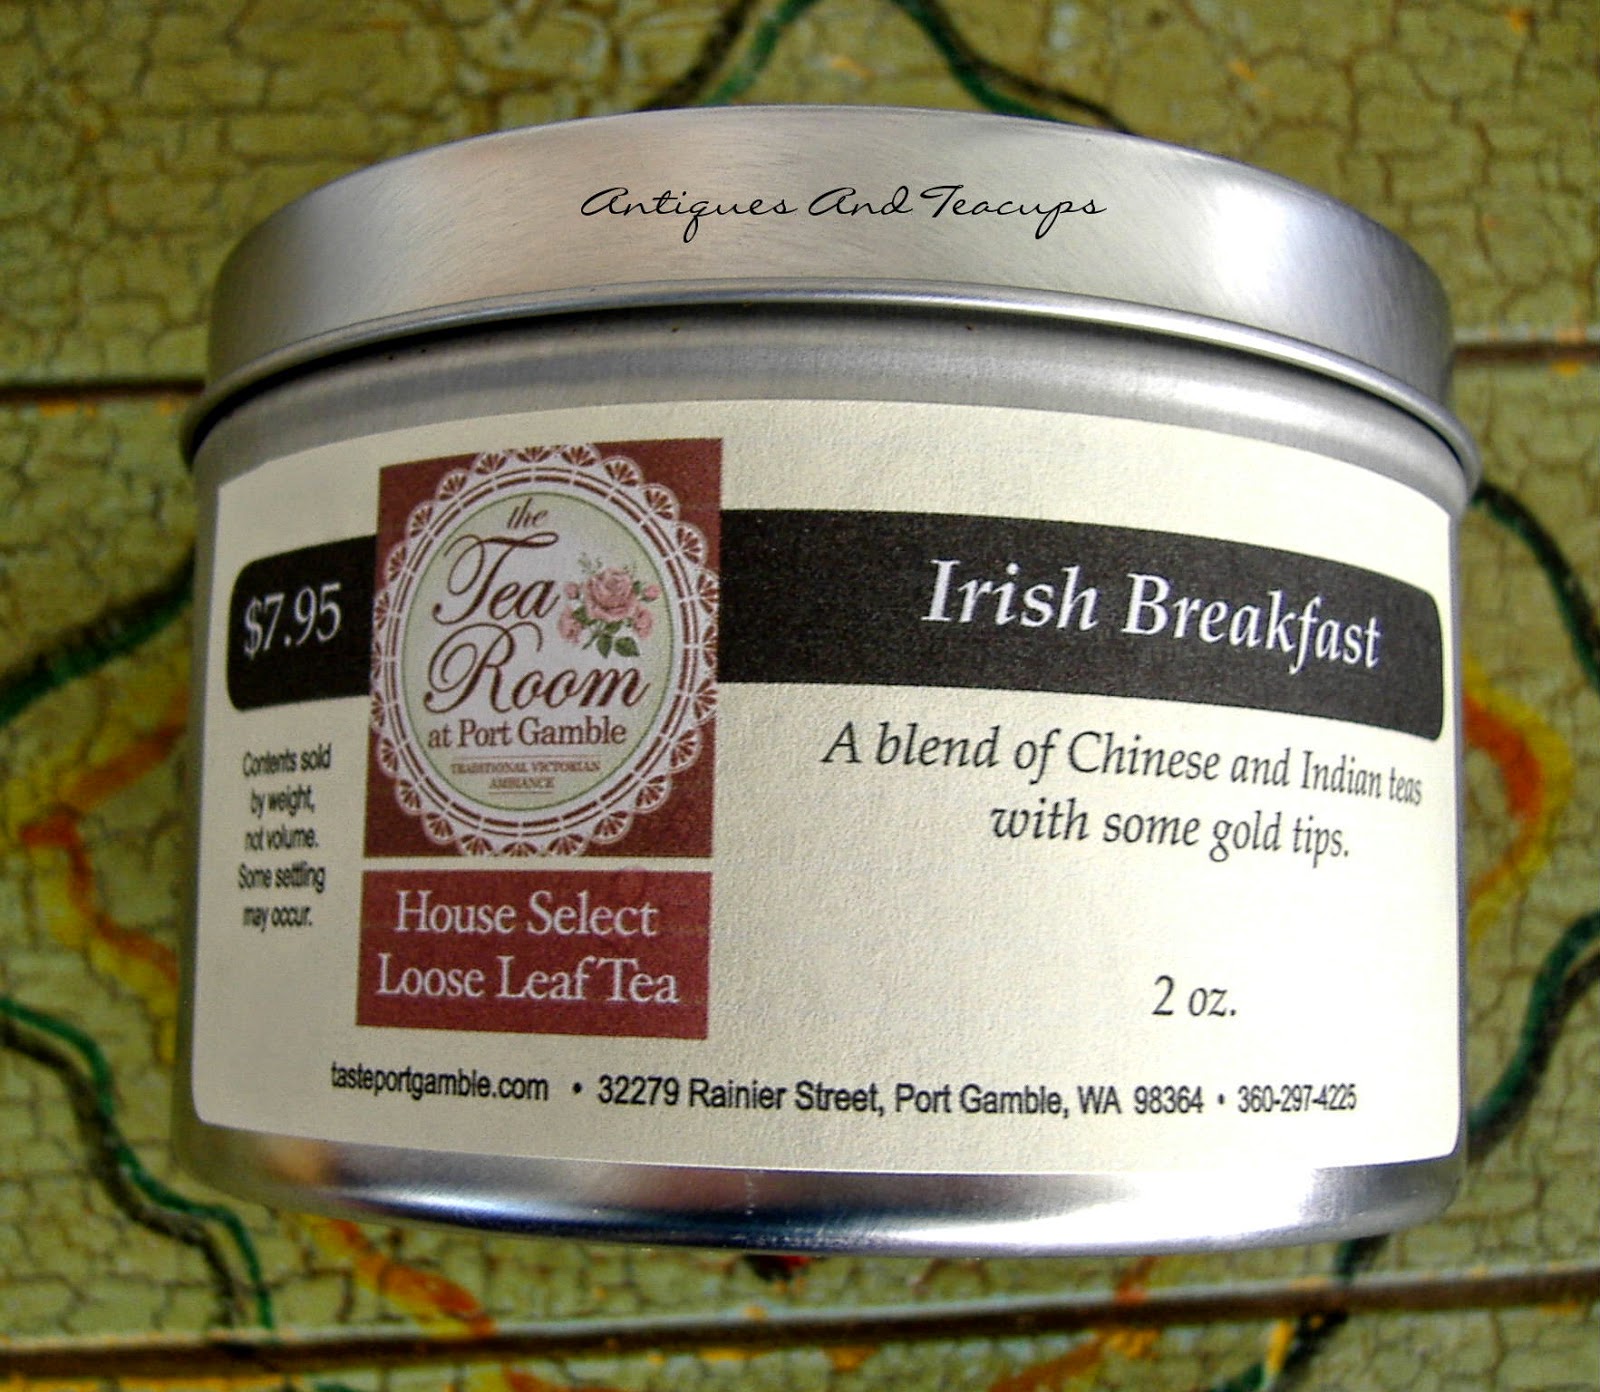 Antiques And Teacups
$7.95
the
Tea
Room
at Port Gamble
TRADITIONAL VICTORIAN
AMBIANCE
Irish Breakfast
A blend of Chinese and Indian teas
with some gold tips.
Contents sold
by weight,
not volume.
Some settling
may occur.
House Select
Loose Leaf Tea
2 oz.
tasteportgamble.com • 32279 Rainier Street, Port Gamble, WA 98364 • 360-297-4225